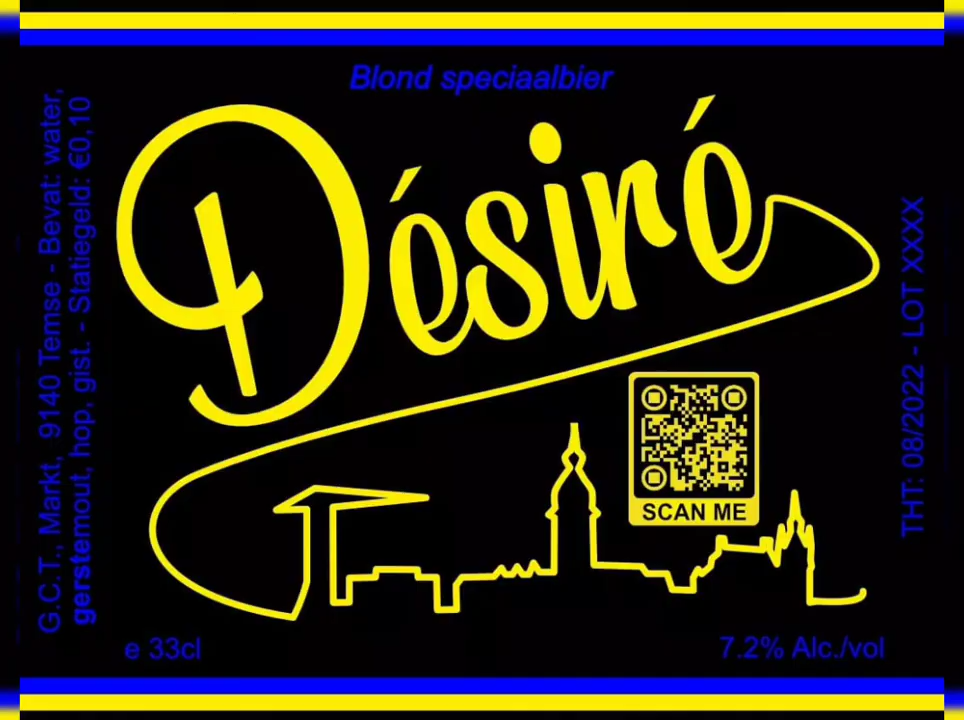 Blond speciaalbier
Désiré
G.C.T., Markt, 9140 Temse - Bevat: water,
gerstemout, hop, gist. - Statiegeld: €0,10
THT: 08/2022 - LOT XXXX
SCAN ME
e 33cl
7.2% Alc./vol